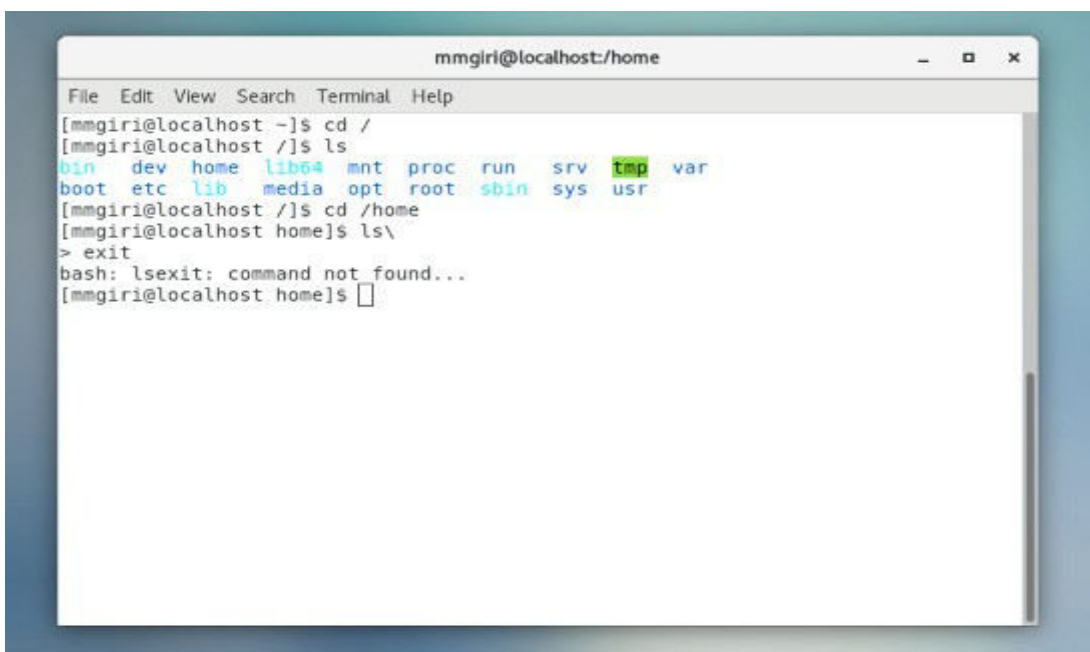 mmgiri@localhost:/home
File Edit View Search Terminal Help
[mmgiri@localhost ~]$ cd /
[mmgiri@localhost /]$ ls
bin dev home lib64 mnt proc run srv tmp var
boot etc lib media opt root sbin sys usr
[mmgiri@localhost /]$ cd /home
[mmgiri@localhost home]$ ls\
> exit
bash: lsexit: command not found...
[mmgiri@localhost home]$